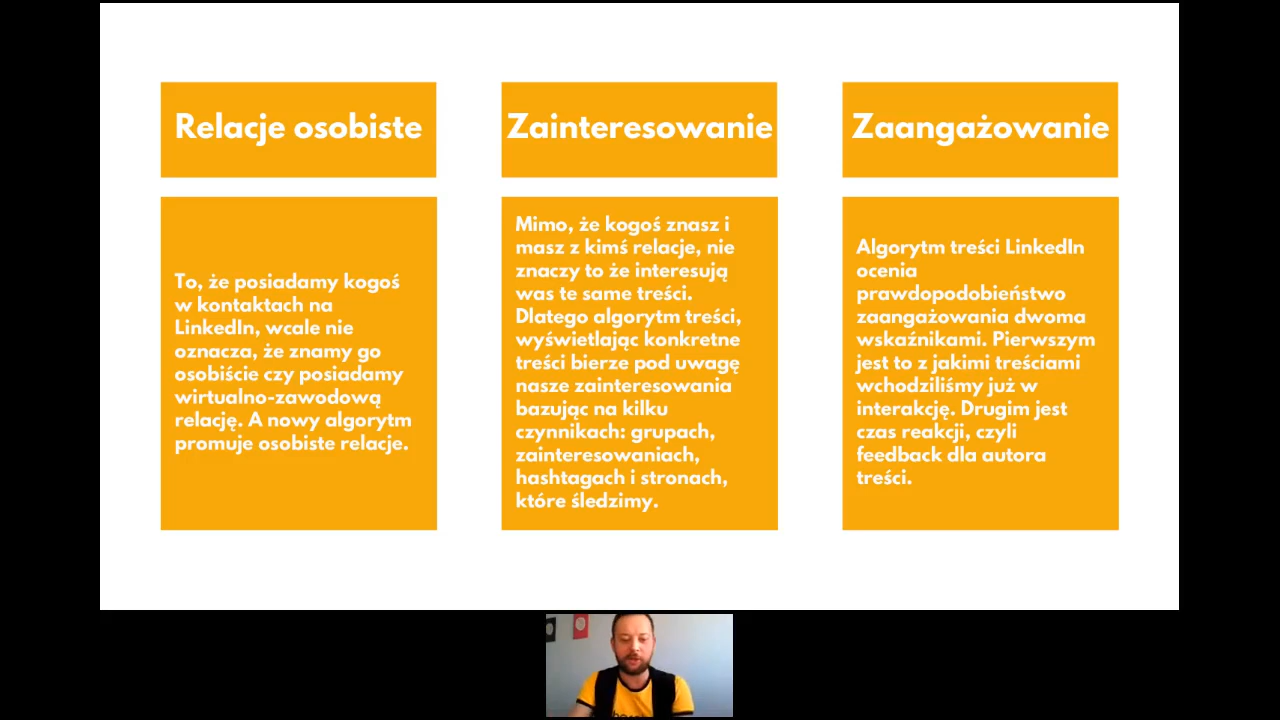 Relacje osobiste
To, że posiadamy kogoś
w kontaktach na
LinkedIn, wcale nie
oznacza, że znamy go
osobiście czy posiadamy
wirtualno-zawodową
relację. A nowy algorytm
promuje osobiste relacje.
Zainteresowanie
Mimo, że kogoś znasz i
masz z kimś relacje, nie
znaczy to że interesują
was te same treści.
Dlatego algorytm treści,
wyświetlając konkretne
treści bierze pod uwagę
nasze zainteresowania
bazując na kilku
czynnikach: grupach,
zainteresowaniach,
hashtagach i stronach,
które śledzimy.
Zaangażowanie
Algorytm treści LinkedIn
ocenia
prawdopodobieństwo
zaangażowania dwoma
wskaźnikami. Pierwszym
jest to z jakimi treściami
wchodziliśmy już w
interakcję. Drugim jest
czas reakcji, czyli
feedback dla autora
treści.